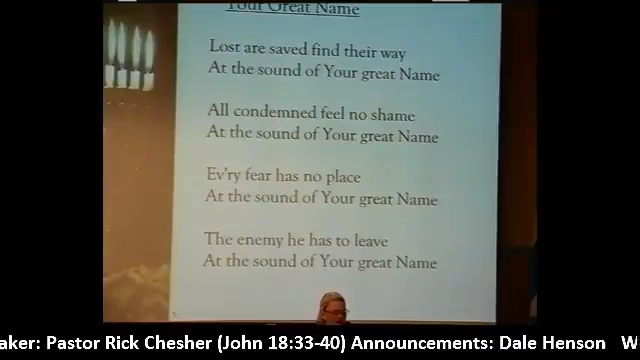 Your Great Name
Lost are saved find their way
At the sound of Your great Name
All condemned feel no shame
At the sound of Your great Name
Ev'ry fear has no place
At the sound of Your great Name
The enemy he has to leave
At the sound of Your great Name
aker: Pastor Rick Chesher (John 18:33-40) Announcements: Dale Henson W